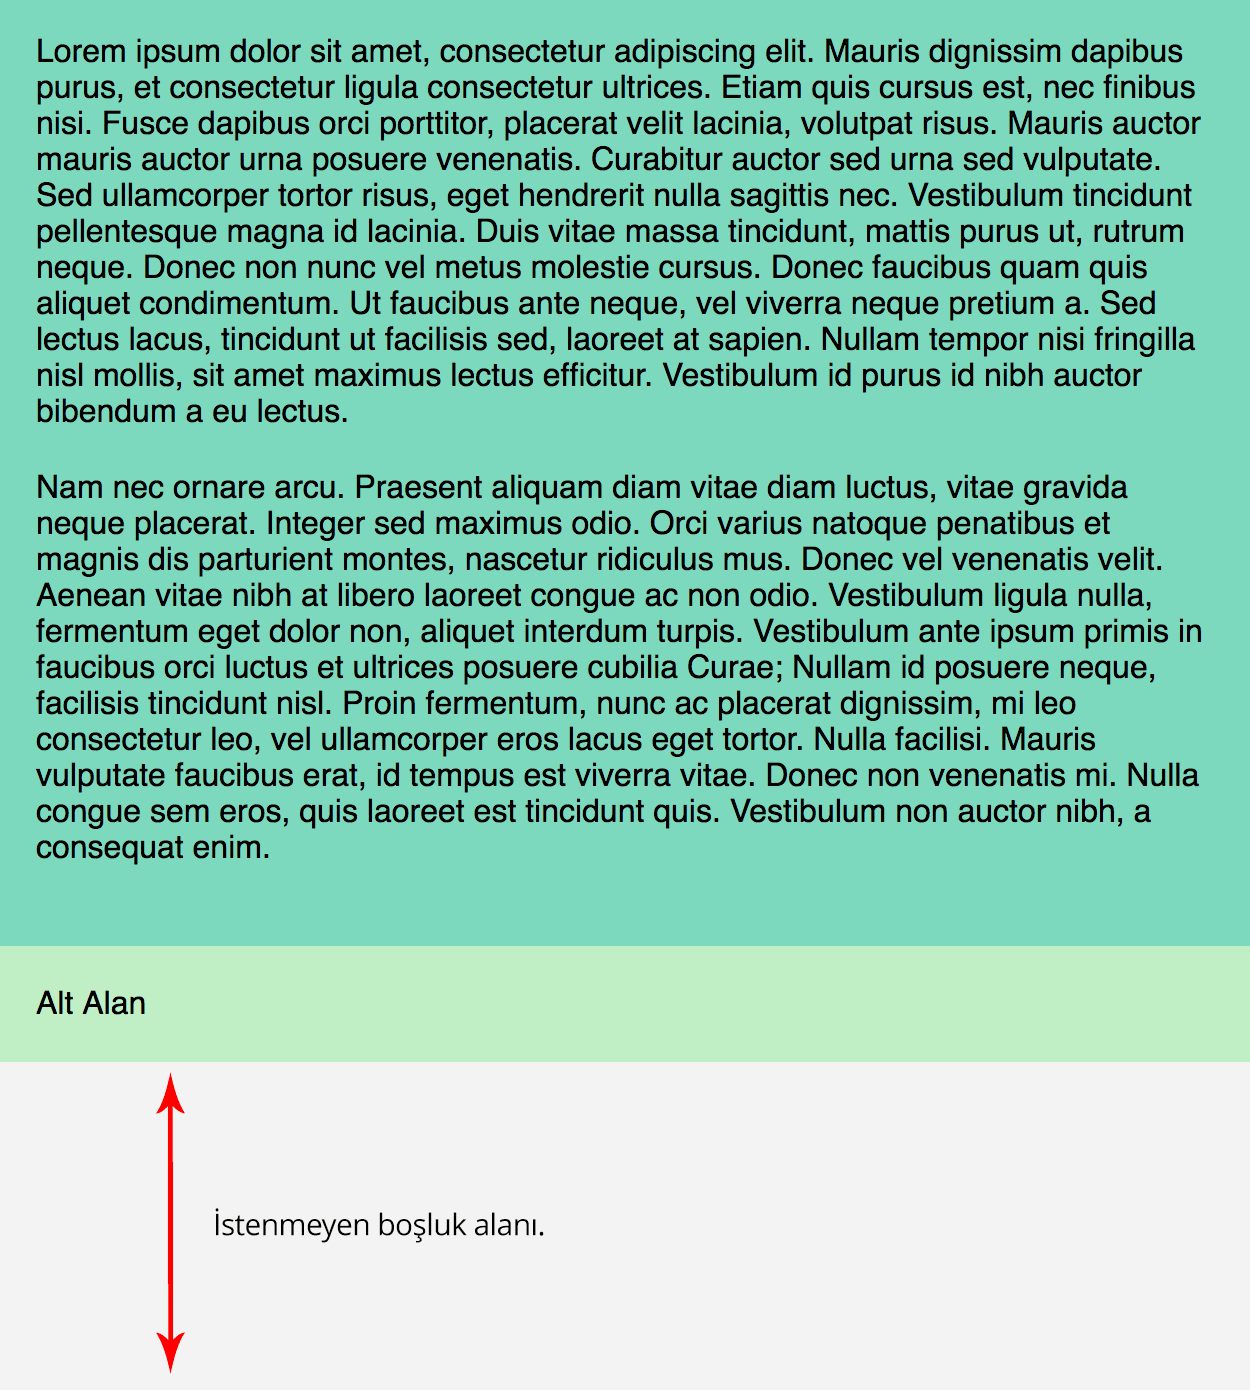 Lorem ipsum dolor sit amet, consectetur adipiscing elit. Mauris dignissim dapibus
purus, et consectetur ligula consectetur ultrices. Etiam quis cursus est, nec finibus
nisi. Fusce dapibus orci porttitor, placerat velit lacinia, volutpat risus. Mauris auctor
mauris auctor urna posuere venenatis. Curabitur auctor sed urna sed vulputate.
Sed ullamcorper tortor risus, eget hendrerit nulla sagittis nec. Vestibulum tincidunt
pellentesque magna id lacinia. Duis vitae massa tincidunt, mattis purus ut, rutrum
neque. Donec non nunc vel metus molestie cursus. Donec faucibus quam quis
aliquet condimentum. Ut faucibus ante neque, vel viverra neque pretium a. Sed
lectus lacus, tincidunt ut facilisis sed, laoreet at sapien. Nullam tempor nisi fringilla
nisl mollis, sit amet maximus lectus efficitur. Vestibulum id purus id nibh auctor
bibendum a eu lectus.
Nam nec ornare arcu. Praesent aliquam diam vitae diam luctus, vitae gravida
neque placerat. Integer sed maximus odio. Orci varius natoque penatibus et
magnis dis parturient montes, nascetur ridiculus mus. Donec vel venenatis velit.
Aenean vitae nibh at libero laoreet congue ac non odio. Vestibulum ligula nulla,
fermentum eget dolor non, aliquet interdum turpis. Vestibulum ante ipsum primis in
faucibus orci luctus et ultrices posuere cubilia Curae; Nullam id posuere neque,
facilisis tincidunt nisl. Proin fermentum, nunc ac placerat dignissim, mi leo
consectetur leo, vel ullamcorper eros lacus eget tortor. Nulla facilisi. Mauris
vulputate faucibus erat, id tempus est viverra vitae. Donec non venenatis mi. Nulla
congue sem eros, quis laoreet est tincidunt quis. Vestibulum non auctor nibh, a
consequat enim.
Alt Alan
İstenmeyen boşluk alanı.